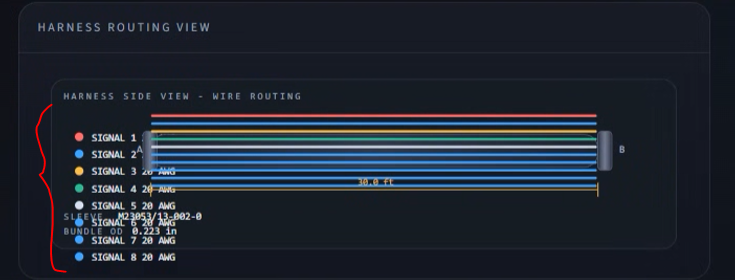 HARNESS ROUTING VIEW
HARNESS SIDE VIEW - WIRE ROUTING
SIGNAL 1
A
B
SIGNAL 2
SIGNAL 3 20 AWG
30.0 ft
SIGNAL 4 20 AWG
SIGNAL 5 20 AWG
SLEEVE M23053/13-002-0
SIGNAL 6 20 AWG
BUNDLE OD 0.223 in
SIGNAL 7 20 AWG
SIGNAL 8 20 AWG